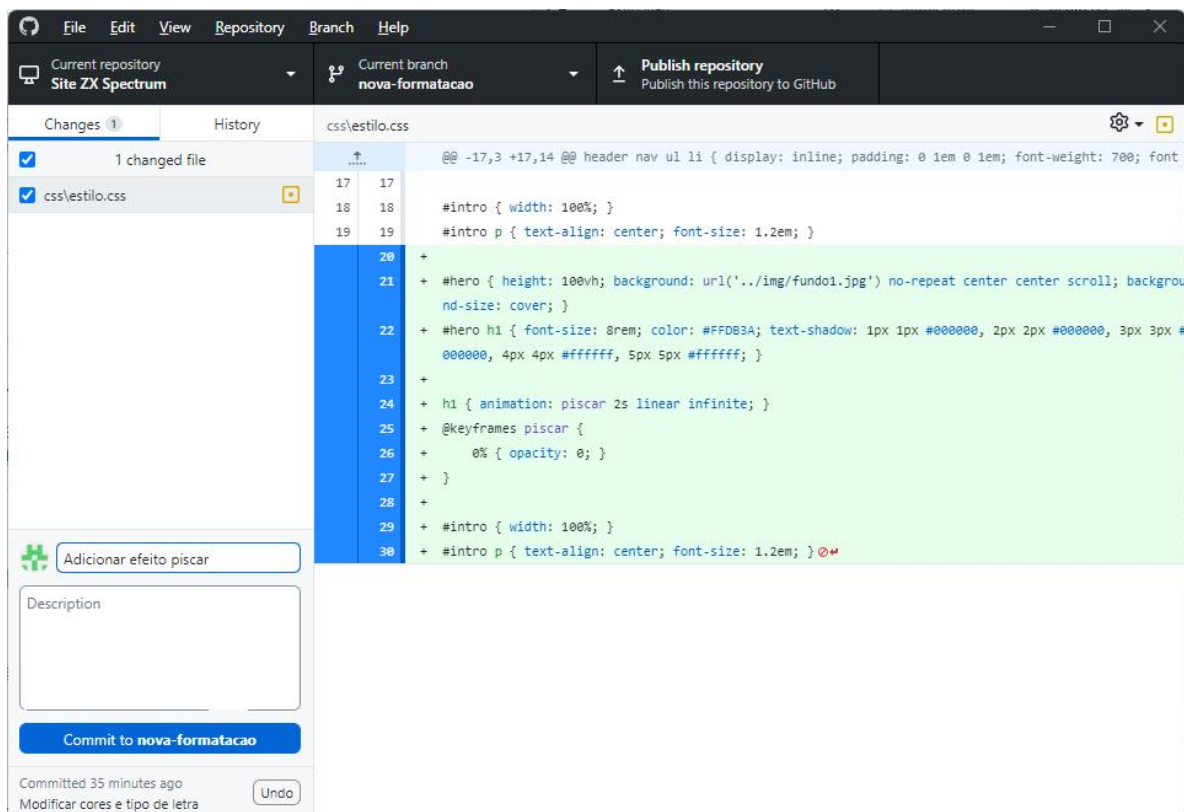 File Edit View Repository Branch Help
Current repository
Site ZX Spectrum
Current branch
nova-formatacao
Publish repository
Publish this repository to GitHub
Changes 1 History
css\estilo.css
1 changed file
css\estilo.css
@@ -17,3 +17,14 @@ header nav ul li { display: inline; padding: 0 1em 0 1em; font-weight: 700; font
17 17
18 18 #intro { width: 100%; }
19 19 #intro p { text-align: center; font-size: 1.2em; }
20 +
21 + #hero { height: 100vh; background: url('../img/fundo1.jpg') no-repeat center center scroll; backgrou
nd-size: cover; }
22 + #hero h1 { font-size: 8rem; color: #FFDB3A; text-shadow: 1px 1px #000000, 2px 2px #000000, 3px 3px #
000000, 4px 4px #ffffff, 5px 5px #ffffff; }
23 +
24 + h1 { animation: piscar 2s linear infinite; }
25 + @keyframes piscar {
26 + 0% { opacity: 0; }
27 + }
28 +
29 + #intro { width: 100%; }
30 + #intro p { text-align: center; font-size: 1.2em; }
Adicionar efeito piscar
Description
Commit to nova-formatacao
Committed 35 minutes ago
Modificar cores e tipo de letra
Undo